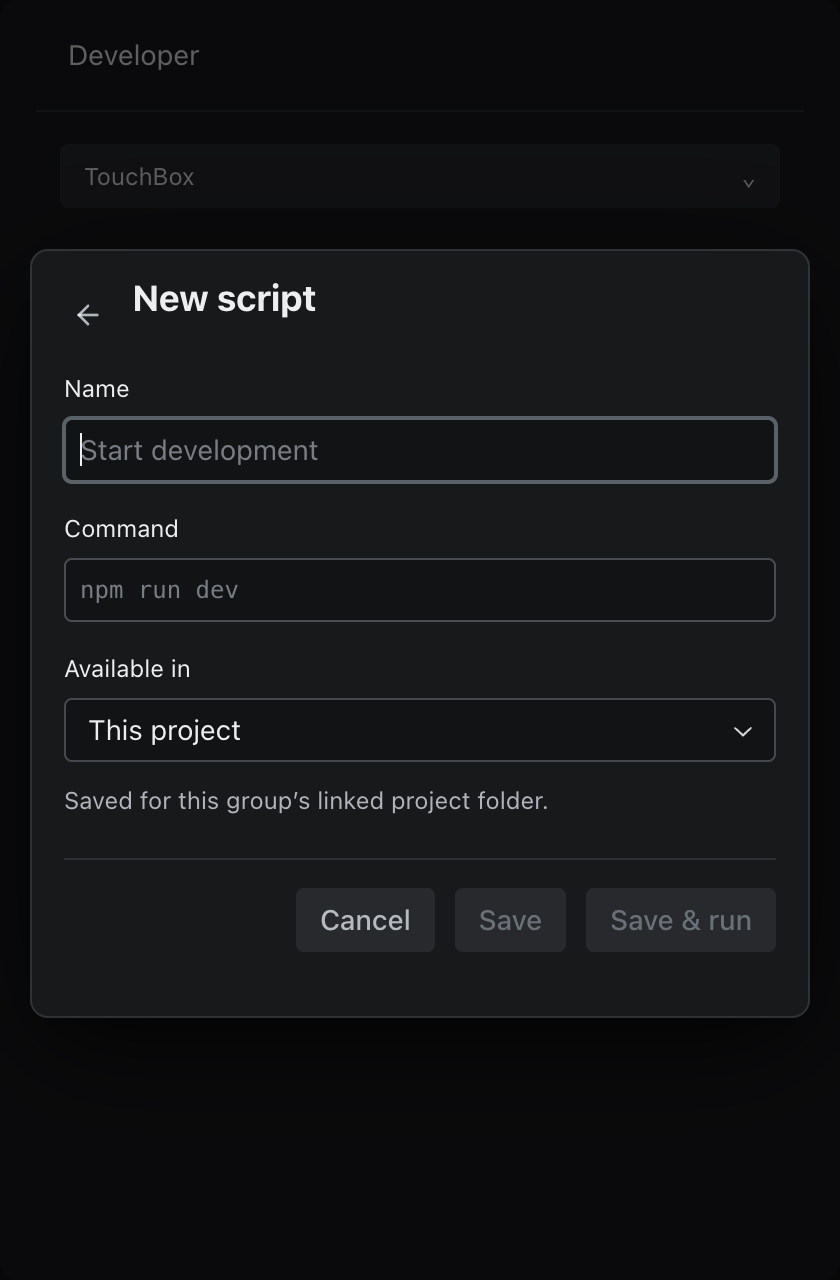 Developer
TouchBox
New script
Name
Start development
Command
npm run dev
Available in
This project
Saved for this group’s linked project folder.
Cancel
Save
Save & run